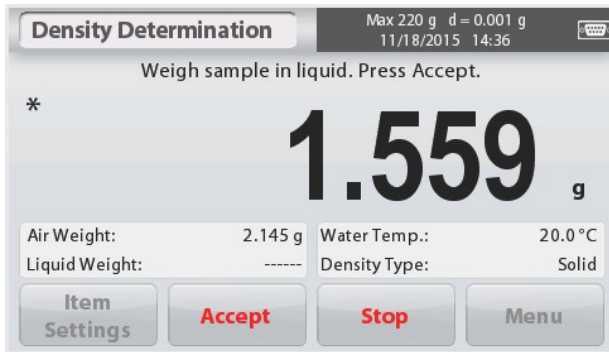 Density Determination
Max 220 g d = 0.001 g
11/18/2015 14:36
Weigh sample in liquid. Press Accept.
*
1.559 g
Air Weight: 2.145 g
Liquid Weight: ------
Water Temp.: 20.0 °C
Density Type: Solid
Item
Settings
Accept
Stop
Menu